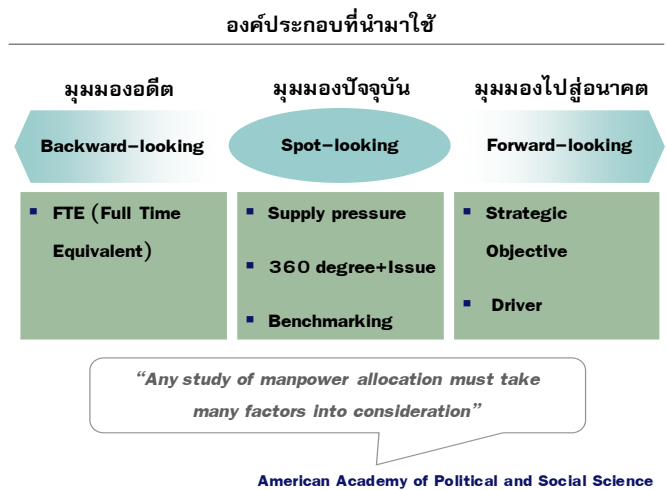 องค์ประกอบที่นำมาใช้
มุมมองอดีต
มุมมองปัจจุบัน
มุมมองไปสู่อนาคต
Backward-looking
Spot-looking
Forward-looking
▪ FTE (Full Time
Equivalent)
▪ Supply pressure
▪ 360 degree+Issue
▪ Benchmarking
▪ Strategic
Objective
▪ Driver
“Any study of manpower allocation must take
many factors into consideration”
American Academy of Political and Social Science